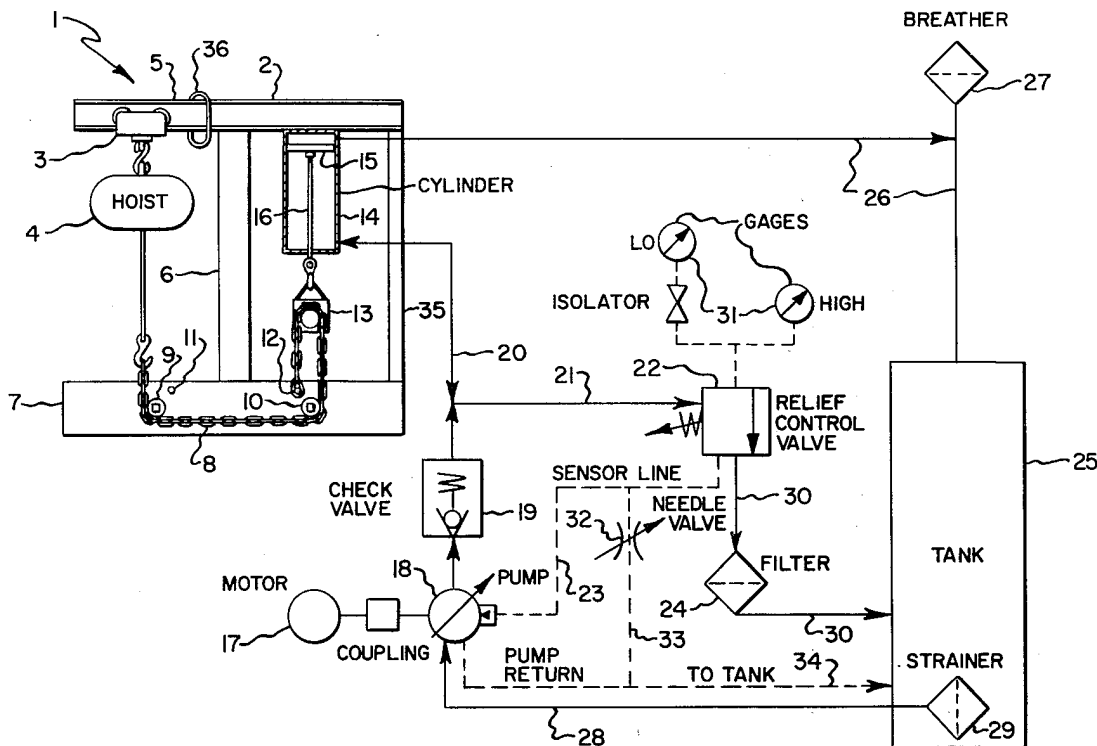 BREATHER
1
5
36
2
27
3
15
CYLINDER
HOIST
16
14
26
4
GAGES
LO
6
ISOLATOR
31
HIGH
13
35
12
20
9
11
22
7
10
21
RELIEF
CONTROL
VALVE
8
25
SENSOR LINE
30
CHECK
VALVE
19
32
NEEDLE
VALVE
TANK
FILTER
MOTOR
18
PUMP
23
24
17
30
COUPLING
33
PUMP
RETURN
TO TANK
34
STRAINER
28
29